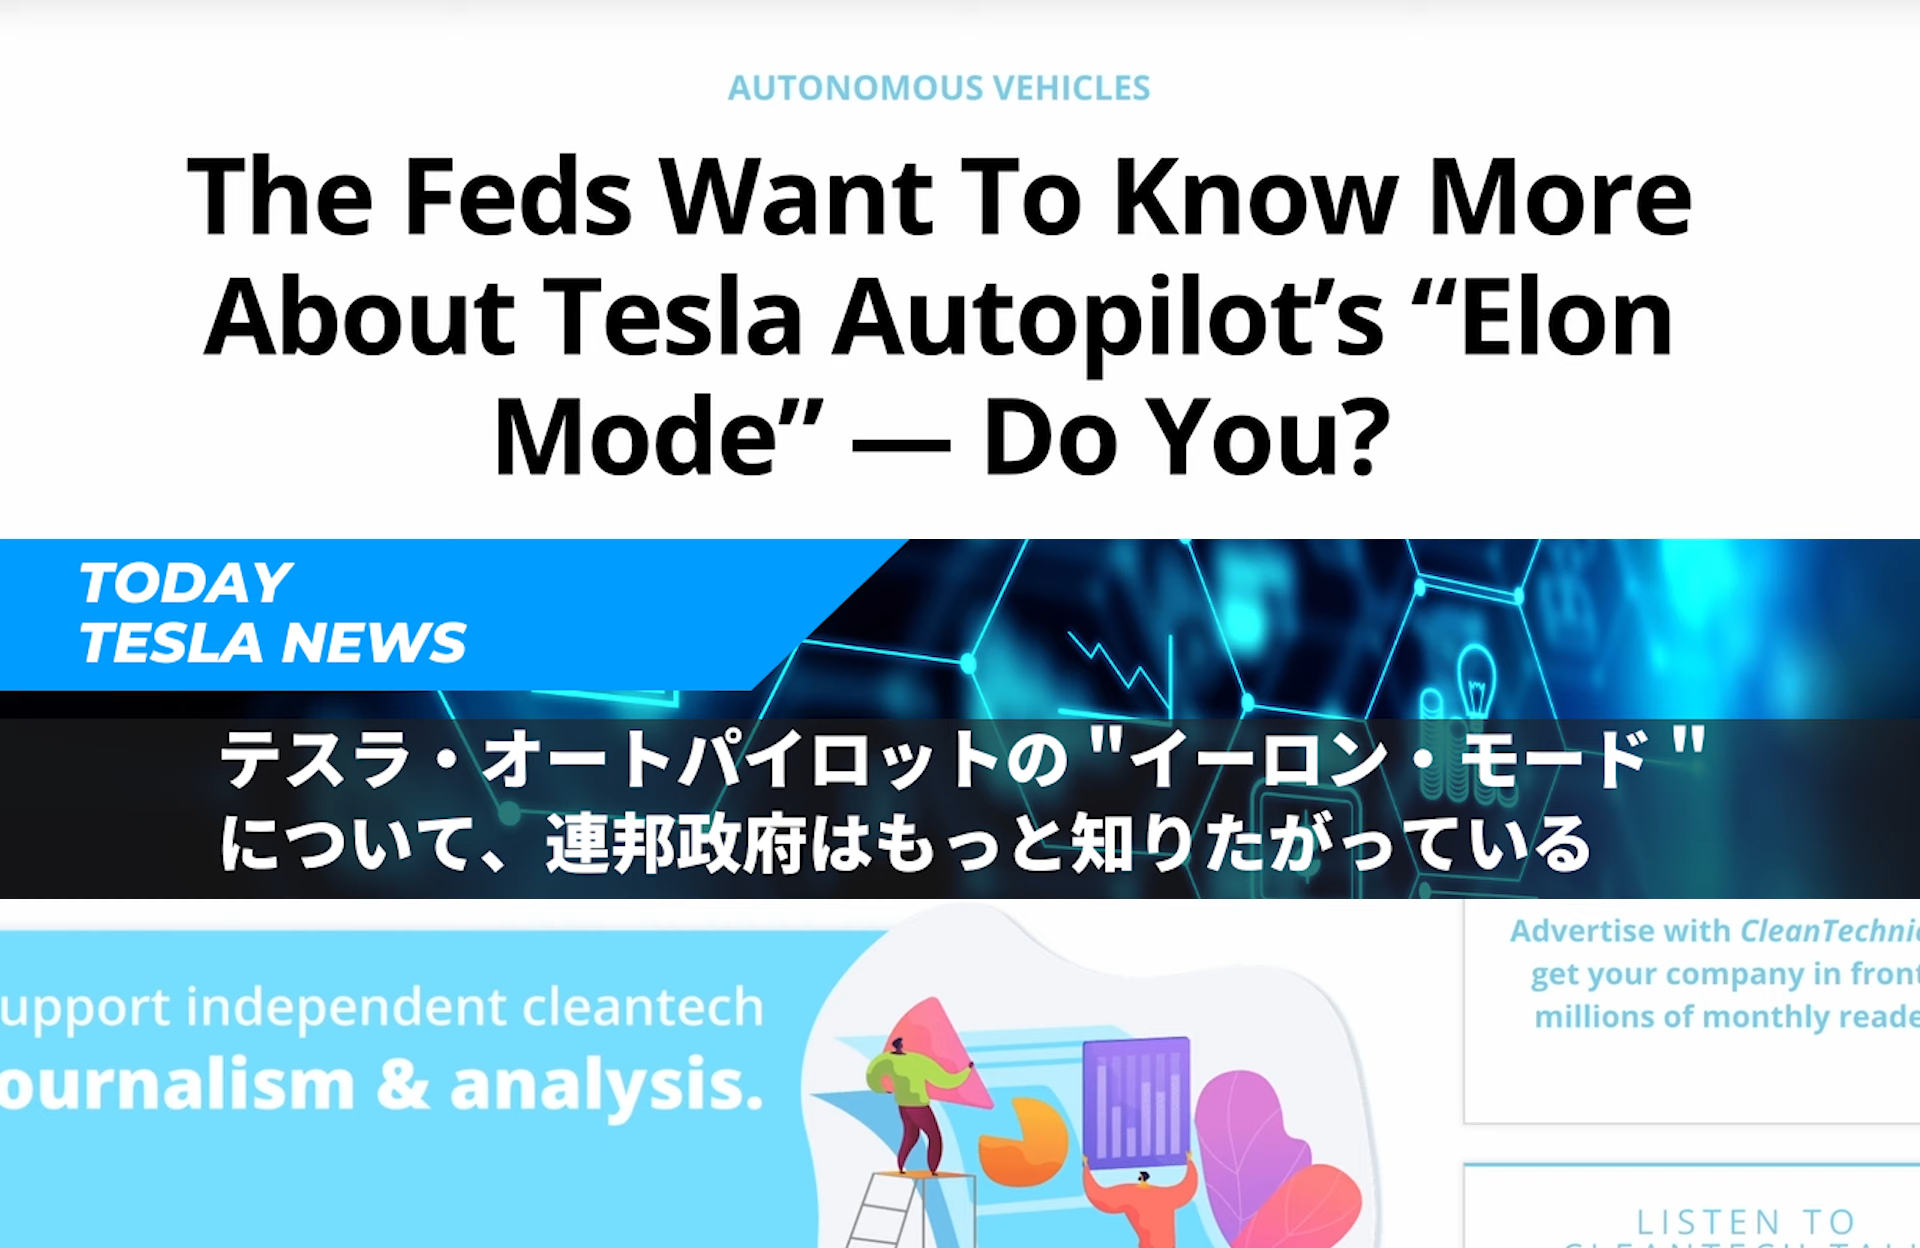 AUTONOMOUS VEHICLES
The Feds Want To Know More
About Tesla Autopilot’s “Elon
Mode” — Do You?
TODAY
TESLA NEWS
テスラ・オートパイロットの "イーロン・モード "
について、連邦政府はもっと知りたがっている
upport independent cleantech
ournalism & analysis.
Advertise with CleanTechnic
get your company in front
millions of monthly reade
LISTEN TO